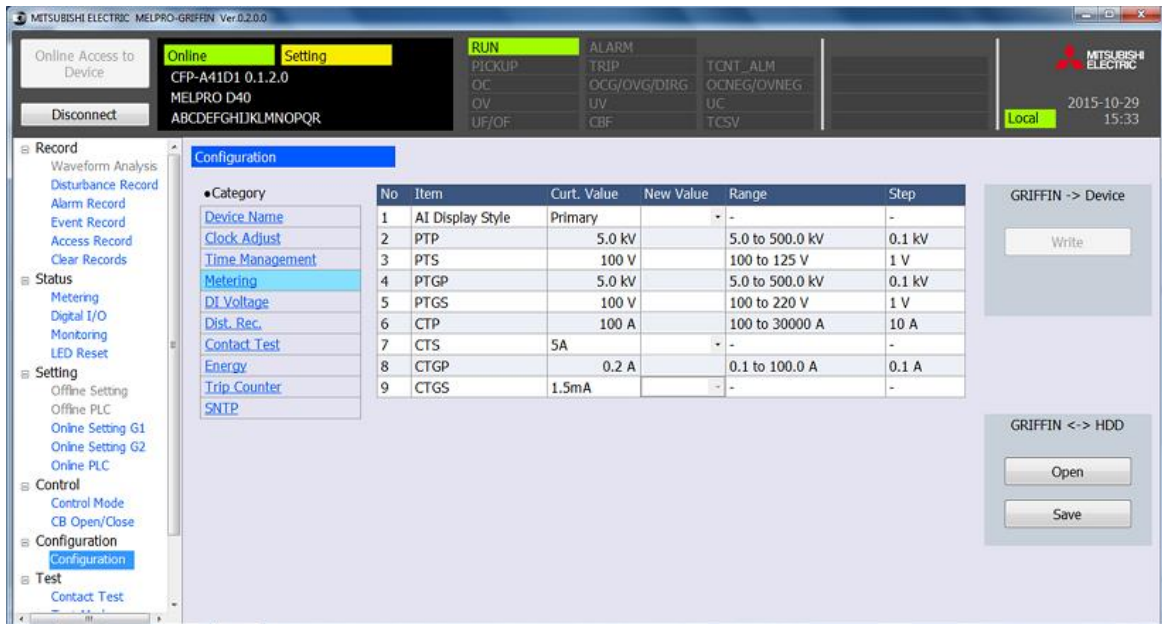 MITSUBISHI ELECTRIC MELPRO-GRIFFIN Ver.0.2.0.0
Online Access to Device
Disconnect
Online Setting
CFP-A41D1 0.1.2.0
MELPRO D40
ABCDEFGHIJKLMNOPQR
RUN ALARM
PICKUP TRIP TCNT_ALM
OC OCG/OVG/DIRG OCNEG/OVNEG
OV UV UC
UF/OF CBF TCSV
MITSUBISHI ELECTRIC
2015-10-29
Local 15:33
Record
Waveform Analysis
Disturbance Record
Alarm Record
Event Record
Access Record
Clear Records
Status
Metering
Digital I/O
Monitoring
LED Reset
Setting
Offline Setting
Offline PLC
Online Setting G1
Online Setting G2
Online PLC
Control
Control Mode
CB Open/Close
Configuration
Configuration
Test
Contact Test
Configuration
●Category
Device Name
Clock Adjust
Time Management
Metering
DI Voltage
Dist. Rec.
Contact Test
Energy
Trip Counter
SNTP
No Item Curt. Value New Value Range Step
1 AI Display Style Primary - -
2 PTP 5.0 kV 5.0 to 500.0 kV 0.1 kV
3 PTS 100 V 100 to 125 V 1 V
4 PTGP 5.0 kV 5.0 to 500.0 kV 0.1 kV
5 PTGS 100 V 100 to 220 V 1 V
6 CTP 100 A 100 to 30000 A 10 A
7 CTS 5A - -
8 CTGP 0.2 A 0.1 to 100.0 A 0.1 A
9 CTGS 1.5mA - -
GRIFFIN -> Device
Write
GRIFFIN <-> HDD
Open
Save